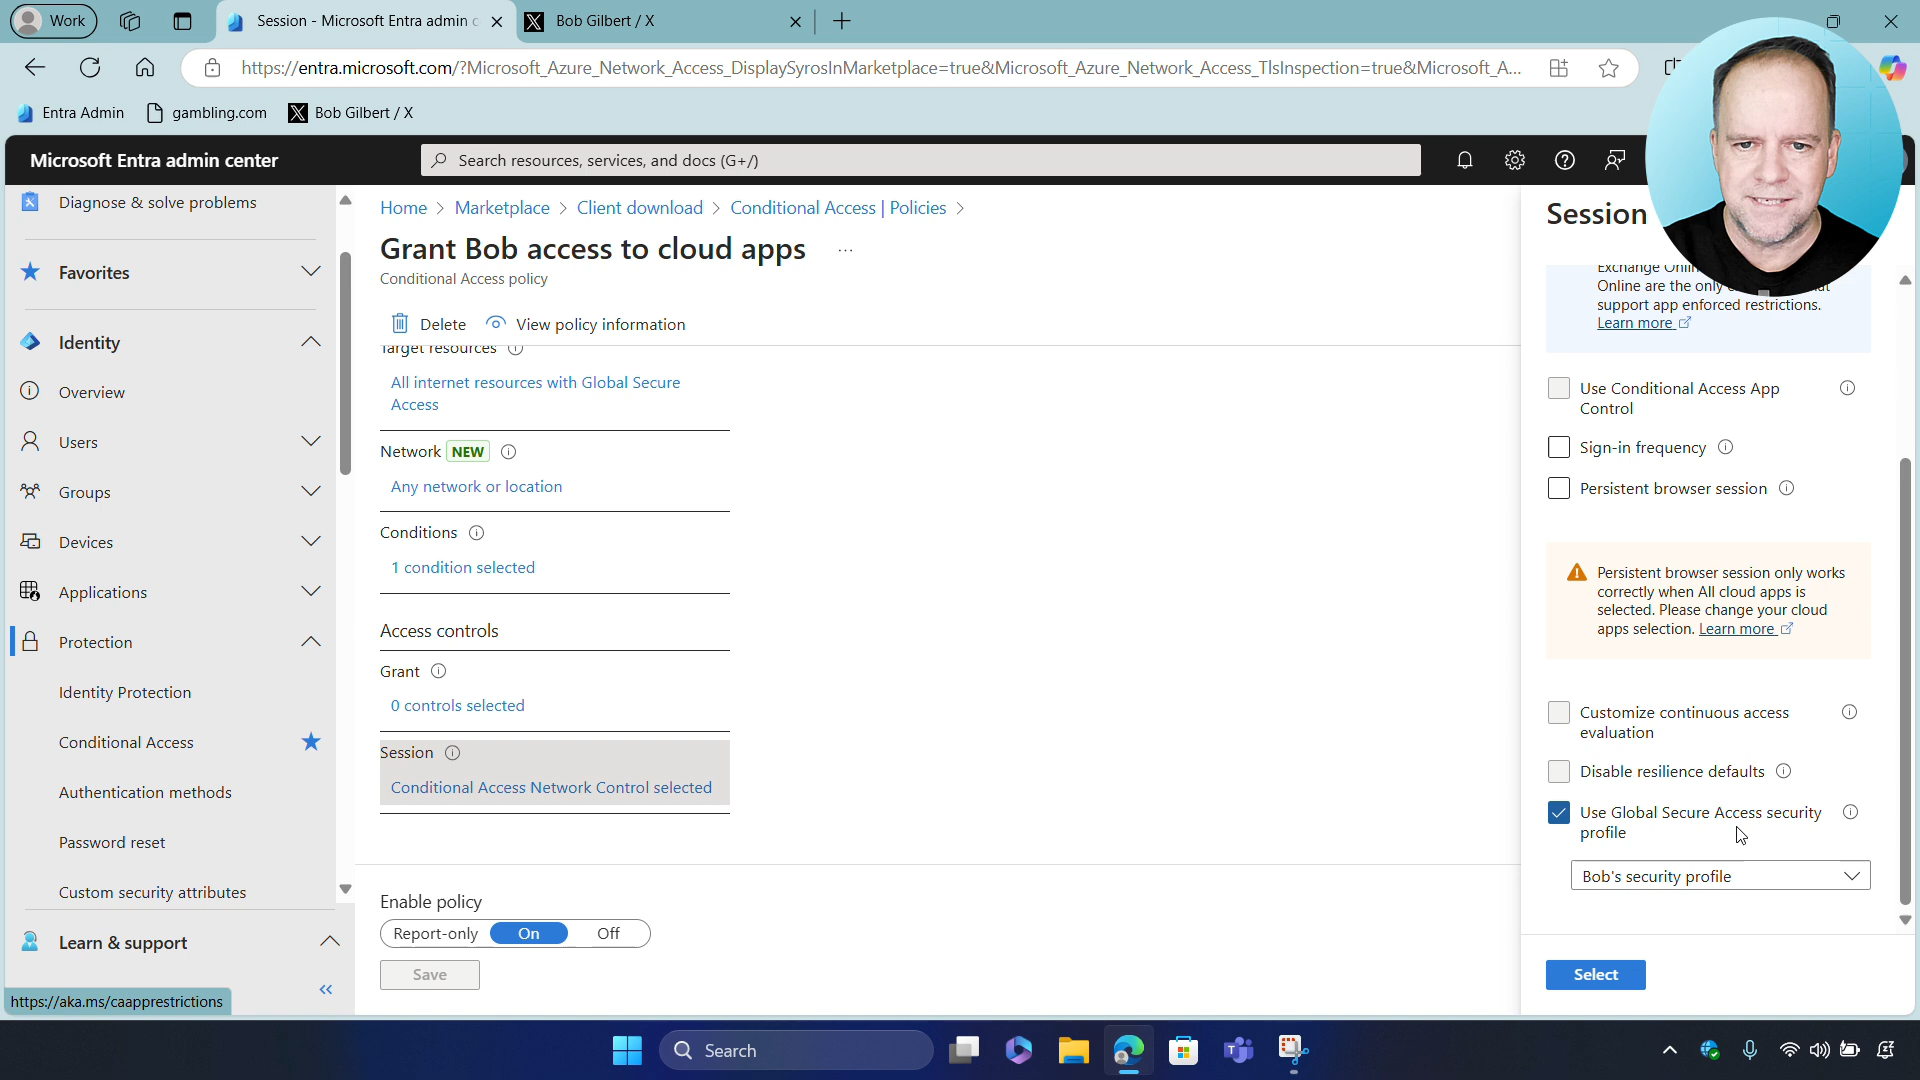 Work
Session - Microsoft Entra admin c
Bob Gilbert / X
https://entra.microsoft.com/?Microsoft_Azure_Network_Access_DisplaySyrosInMarketplace=true&Microsoft_Azure_Network_Access_TlsInspection=true&Microsoft_A...
Entra Admin
gambling.com
Bob Gilbert / X
Microsoft Entra admin center
Search resources, services, and docs (G+/)
Diagnose & solve problems
Favorites
Identity
Overview
Users
Groups
Devices
Applications
Protection
Identity Protection
Conditional Access
Authentication methods
Password reset
Custom security attributes
Learn & support
https://aka.ms/caapprestrictions
Home > Marketplace > Client download > Conditional Access | Policies >
Grant Bob access to cloud apps ...
Conditional Access policy
Delete
View policy information
Target resources
All internet resources with Global Secure
Access
Network NEW
Any network or location
Conditions
1 condition selected
Access controls
Grant
0 controls selected
Session
Conditional Access Network Control selected
Enable policy
Report-only On Off
Save
Session
Exchange Onlin
Online are the only
support app enforced restrictions.
Learn more
Use Conditional Access App
Control
Sign-in frequency
Persistent browser session
Persistent browser session only works
correctly when All cloud apps is
selected. Please change your cloud
apps selection. Learn more
Customize continuous access
evaluation
Disable resilience defaults
Use Global Secure Access security
profile
Bob's security profile
Select
Search